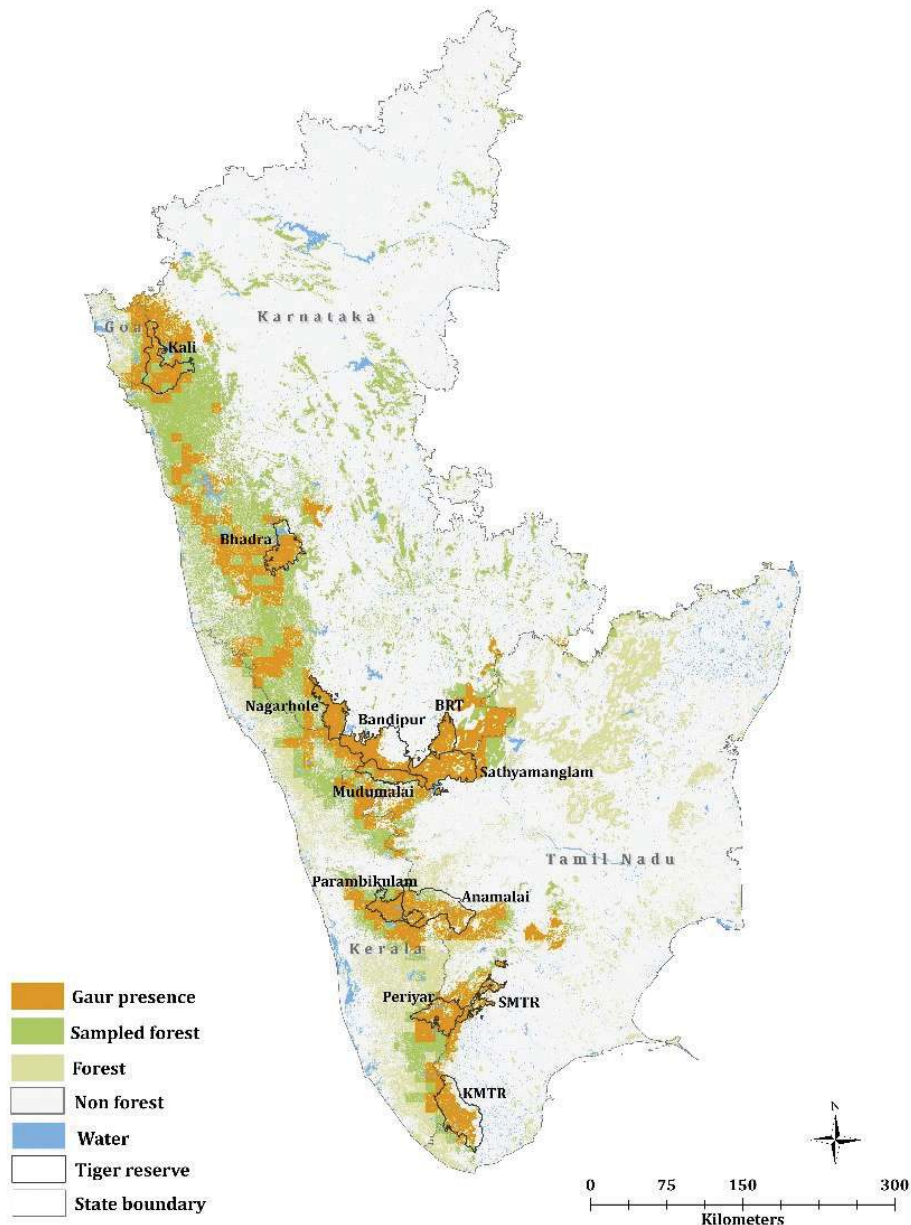 Karnataka
Goa
Kali
Bhadra
Nagarhole
Bandipur
BRT
Sathyamanglam
Mudumalai
Tamil Nadu
Parambikulam
Anamalai
Kerala
Periyar
SMTR
KMTR
Gaur presence
Sampled forest
Forest
Non forest
Water
Tiger reserve
State boundary
N
0 75 150 300
Kilometers